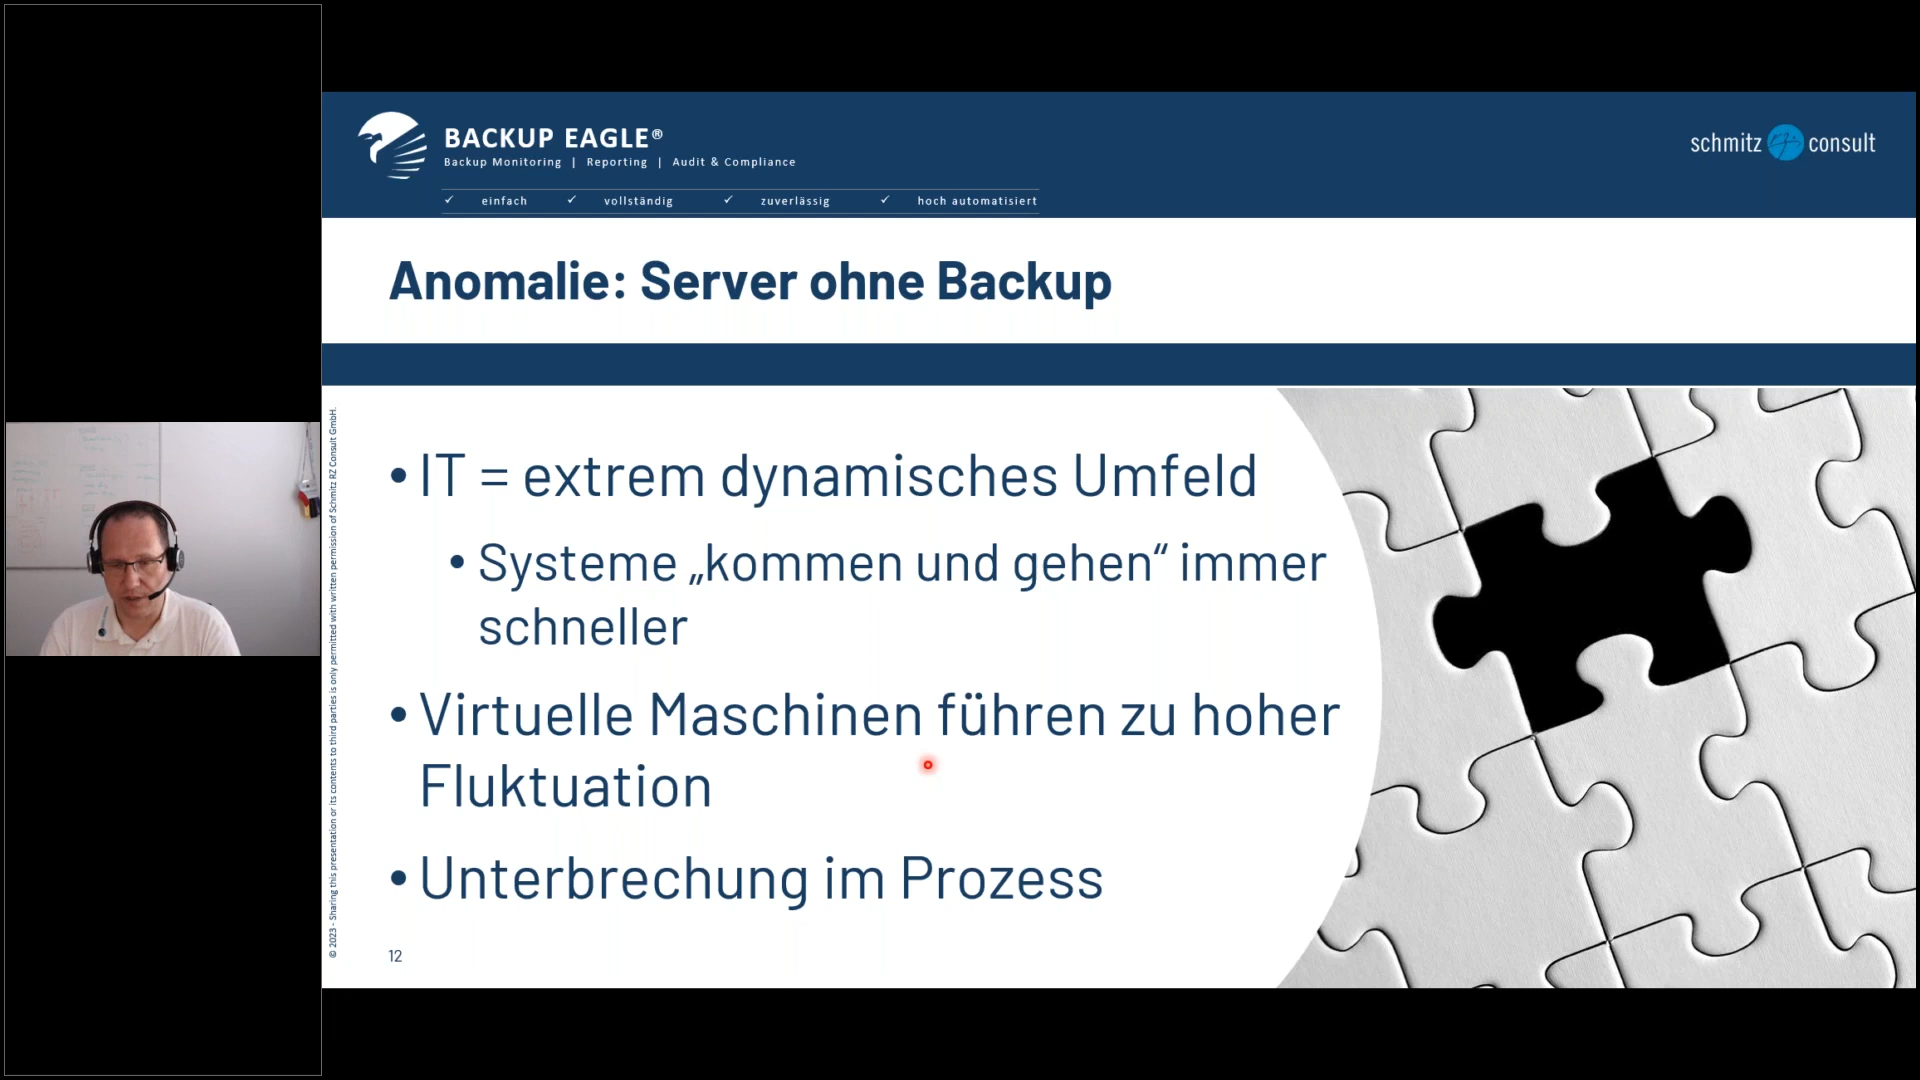 BACKUP EAGLE®
Backup Monitoring | Reporting | Audit & Compliance
✓ einfach ✓ vollständig ✓ zuverlässig ✓ hoch automatisiert
schmitz consult
Anomalie: Server ohne Backup
• IT = extrem dynamisches Umfeld
• Systeme „kommen und gehen“ immer
schneller
• Virtuelle Maschinen führen zu hoher
Fluktuation
• Unterbrechung im Prozess
12
© 2023 - Sharing this presentation or its contents to third parties is only permitted with written permission of Schmitz RZ Consult GmbH.